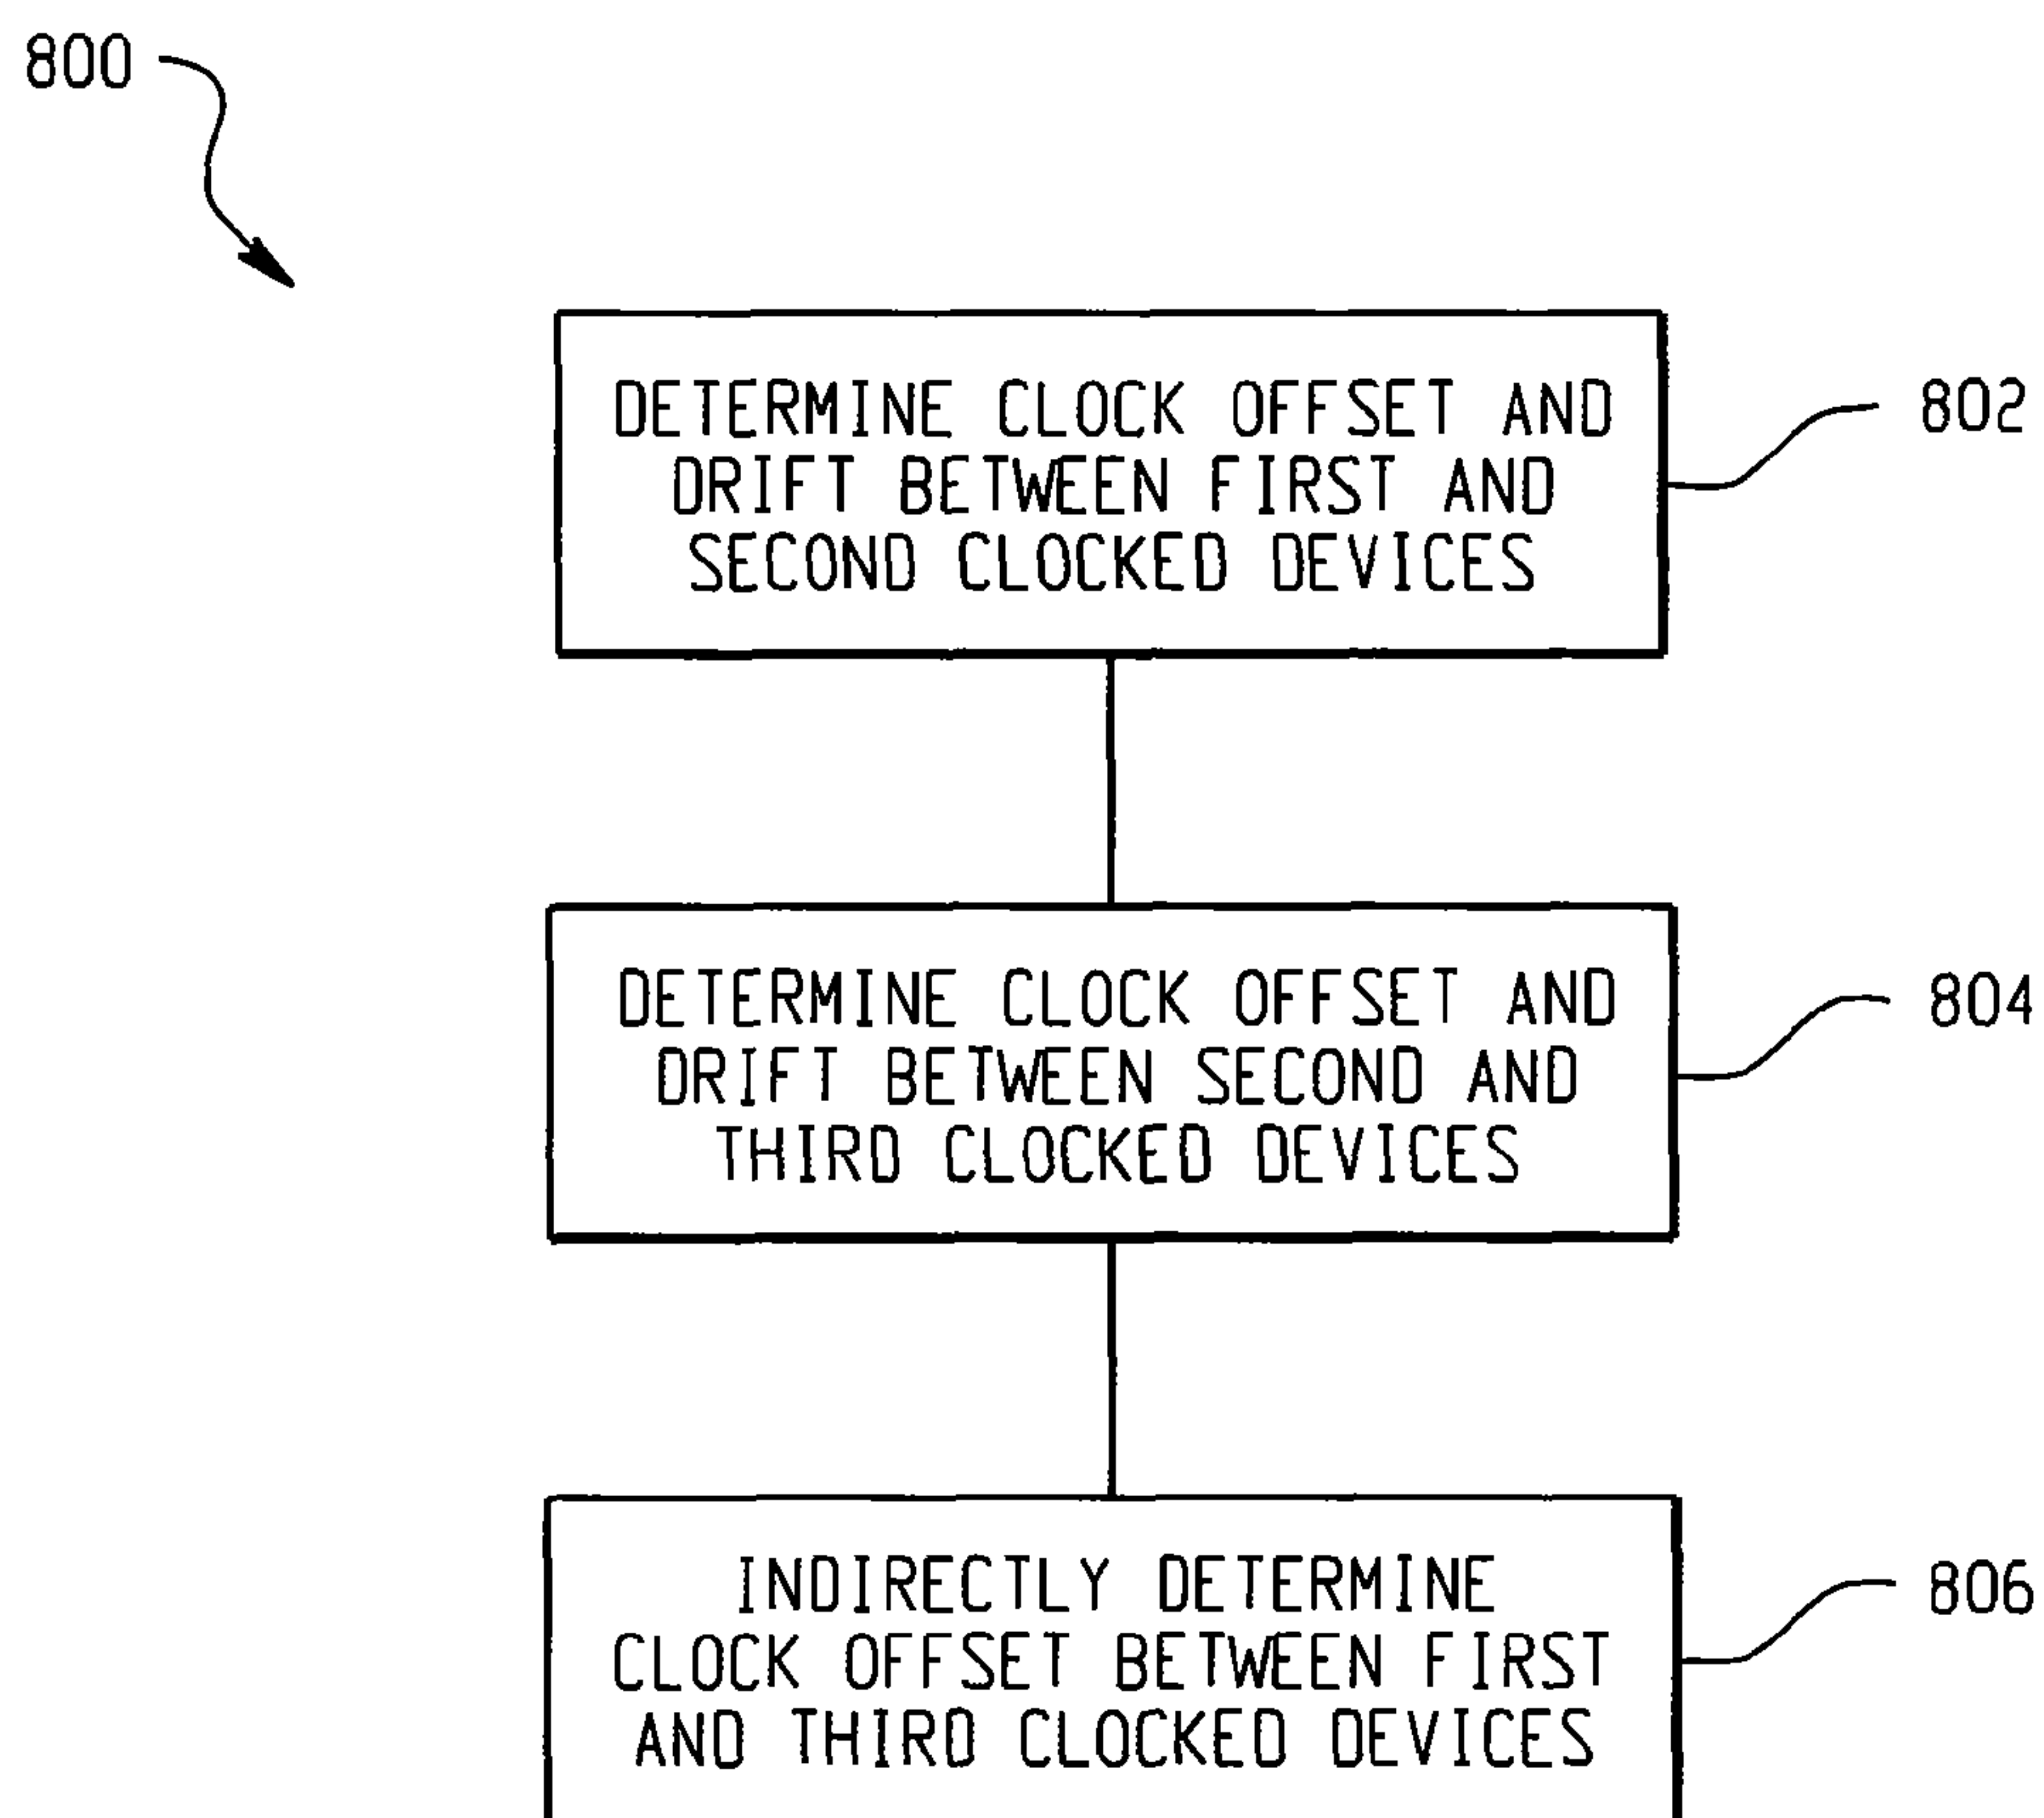 800
DETERMINE CLOCK OFFSET AND
DRIFT BETWEEN FIRST AND
SECOND CLOCKED DEVICES
802
DETERMINE CLOCK OFFSET AND
DRIFT BETWEEN SECOND AND
THIRD CLOCKED DEVICES
804
INDIRECTLY DETERMINE
CLOCK OFFSET BETWEEN FIRST
AND THIRD CLOCKED DEVICES
806